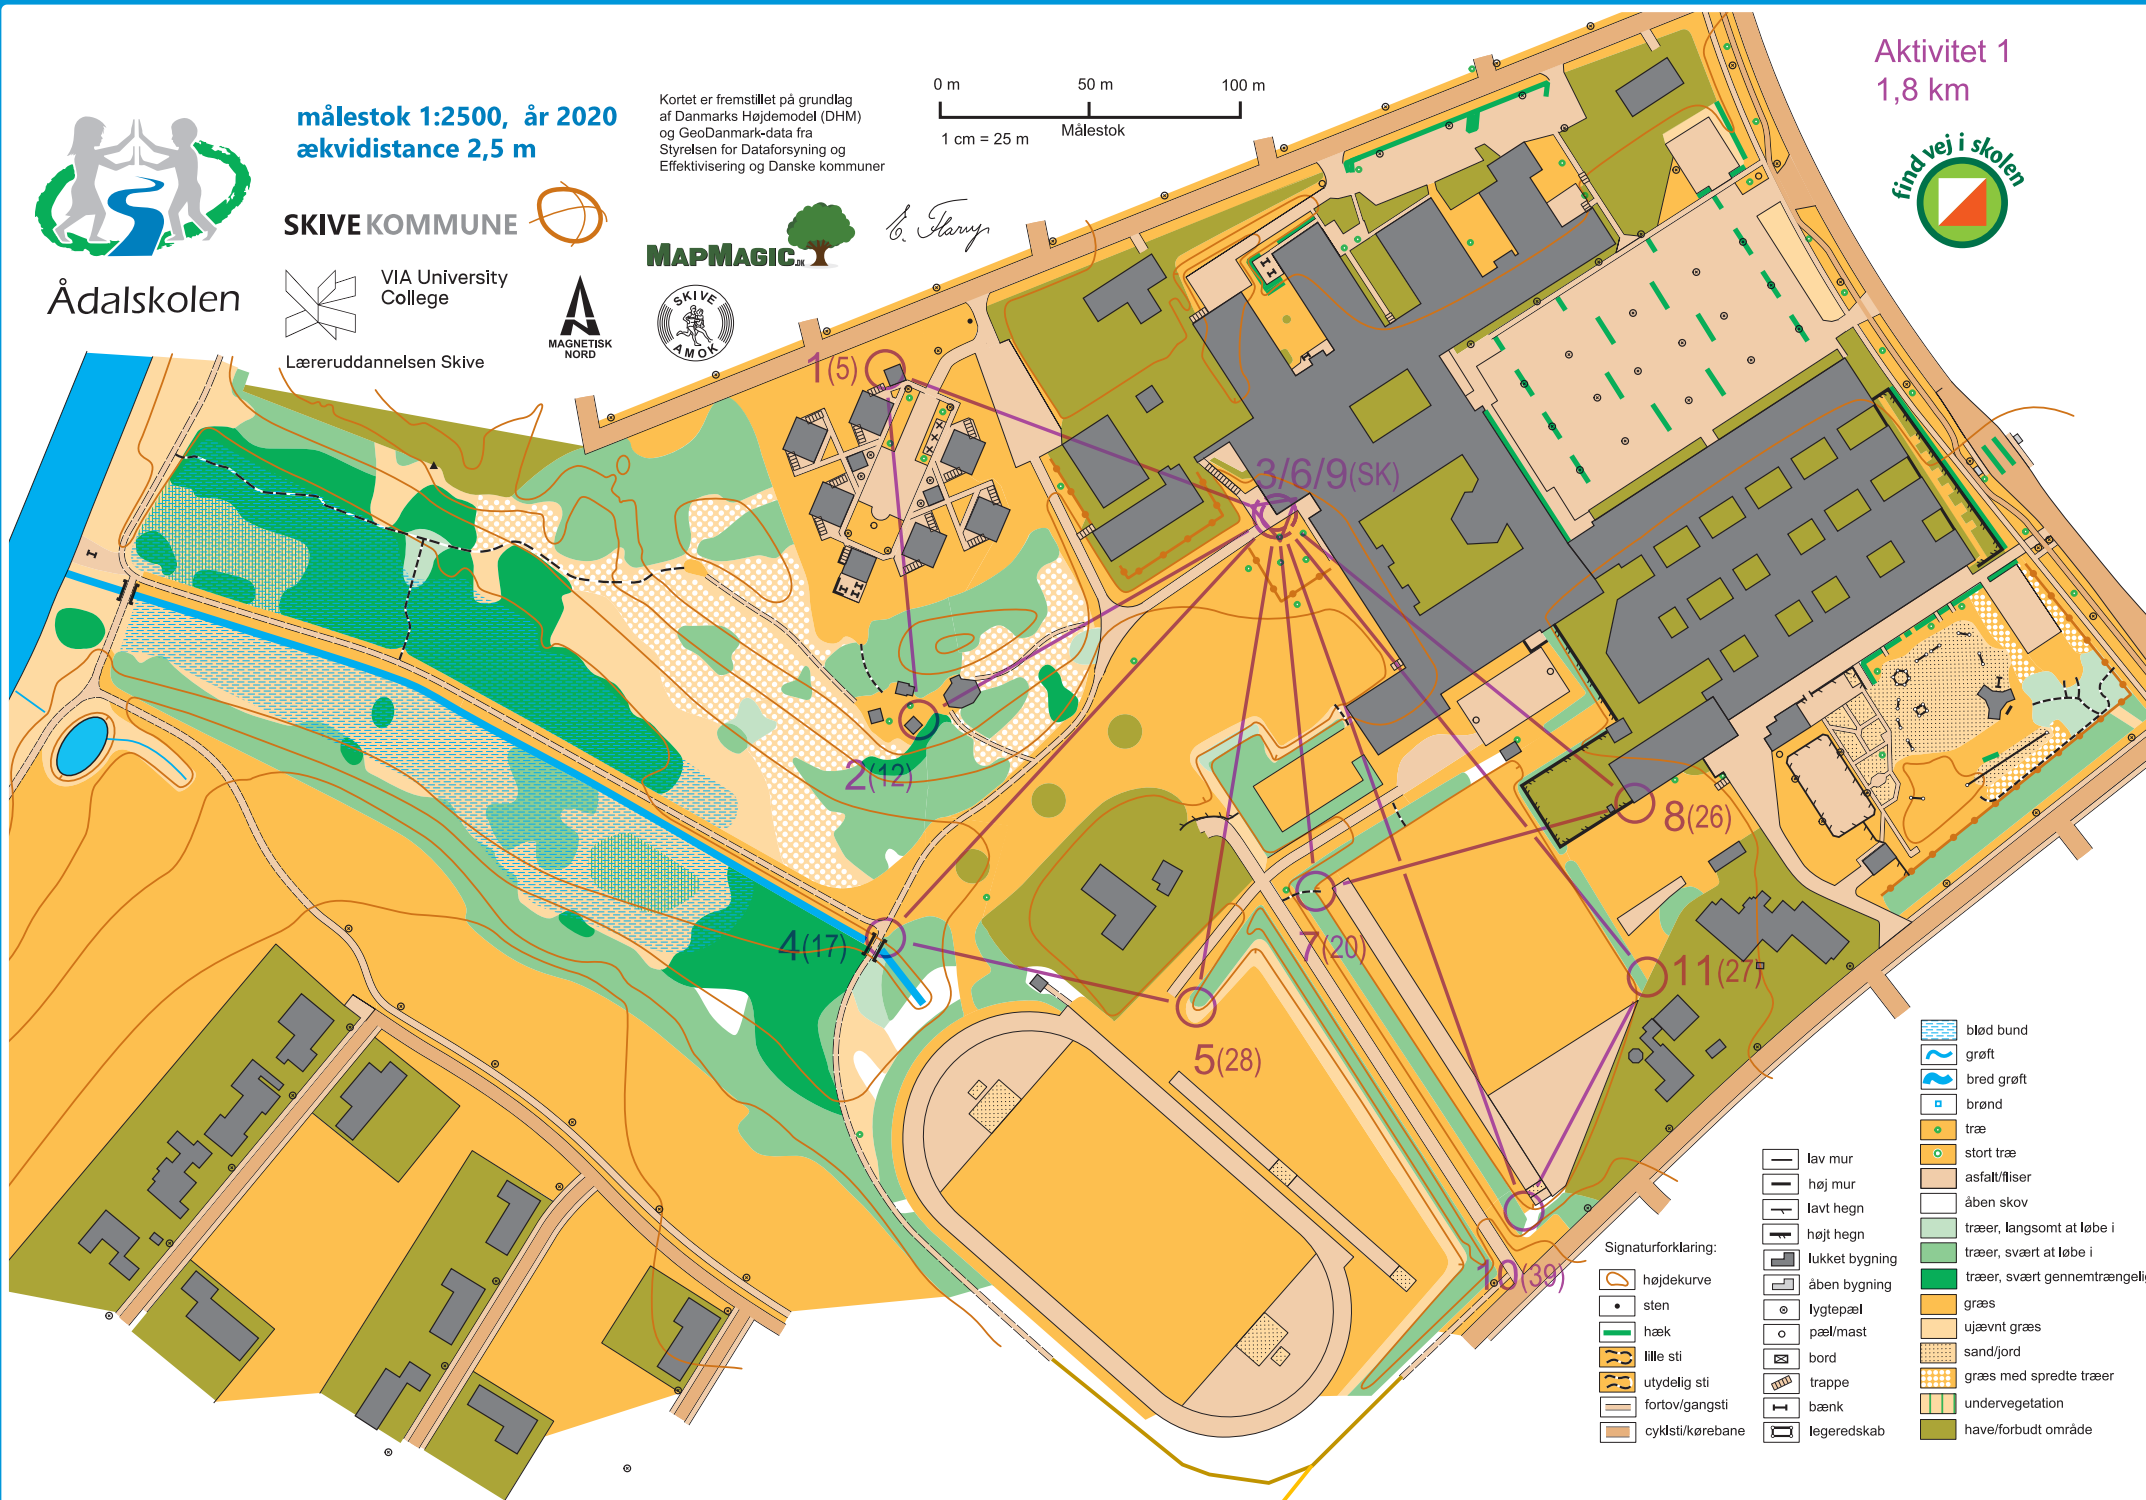 Aktivitet 1
1,8 km
find vej i skolen
målestok 1:2500, år 2020
ækvidistance 2,5 m
Kortet er fremstillet på grundlag
af Danmarks Højdemodel (DHM)
og GeoDanmark-data fra
Styrelsen for Dataforsyning og
Effektivisering og Danske kommuner
0 m 50 m 100 m
1 cm = 25 m Målestok
SKIVE KOMMUNE
MAPMAGIC.DK
Ådalskolen
VIA University
College
Læreruddannelsen Skive
MAGNETISK
NORD
SKIVE
AMOK
1(5)
3/6/9(SK)
2(12)
8(26)
4(17)
7(20)
11(27)
5(28)
10(39)
Signaturforklaring:
højdekurve
sten
hæk
lille sti
utydelig sti
fortov/gangsti
cyklsti/kørebane
lav mur
høj mur
lavt hegn
højt hegn
lukket bygning
åben bygning
lygtepæl
pæl/mast
bord
trappe
bænk
legeredskab
blød bund
grøft
bred grøft
brønd
træ
stort træ
asfalt/fliser
åben skov
træer, langsomt at løbe i
træer, svært at løbe i
træer, svært gennemtrængelig
græs
ujævnt græs
sand/jord
græs med spredte træer
undervegetation
have/forbudt område